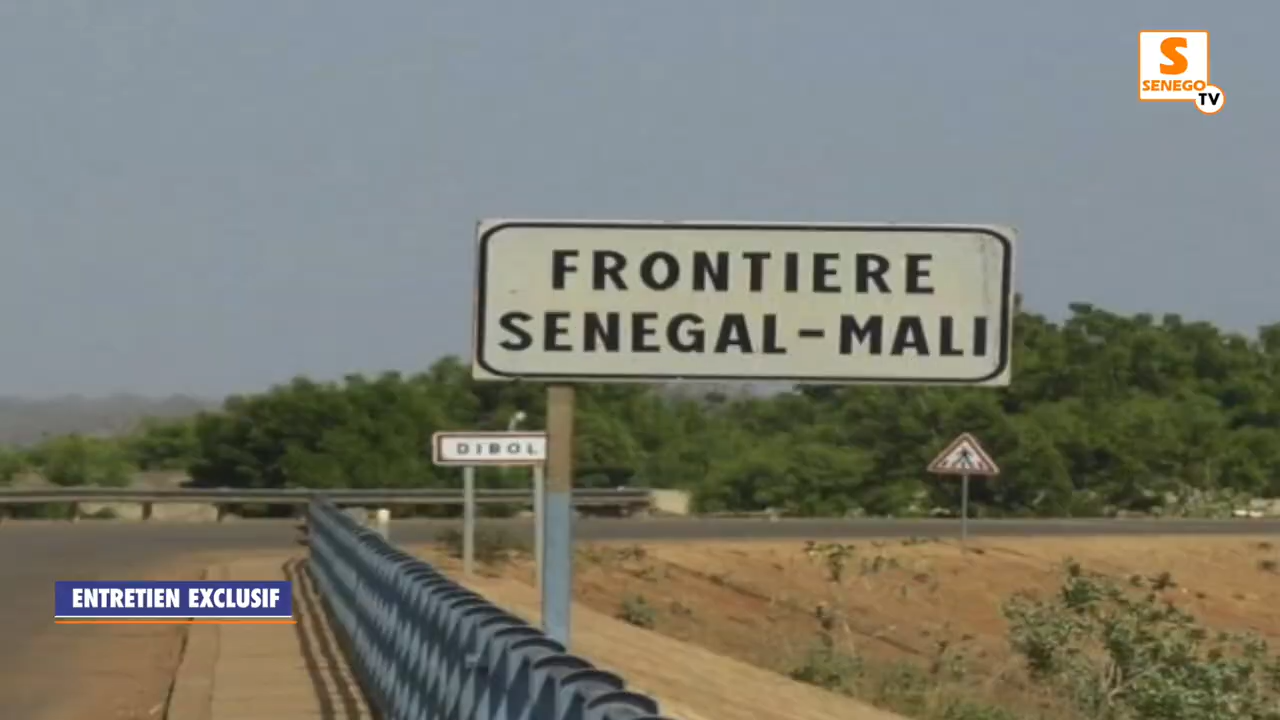 S
SENEGO
TV
FRONTIERE
SENEGAL-MALI
DIBOL
ENTRETIEN EXCLUSIF